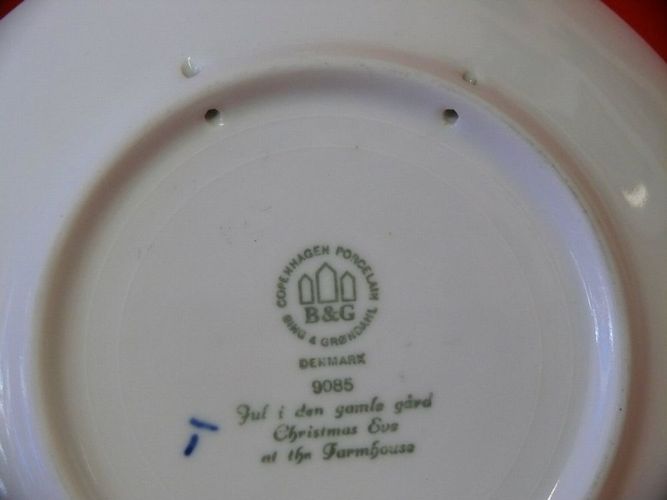 COPENHAGEN PORCELAIN
B&G
BING & GRØNDAHL
DENMARK
9085
Jul i den gamle gård
Christmas Eve
at the Farmhouse